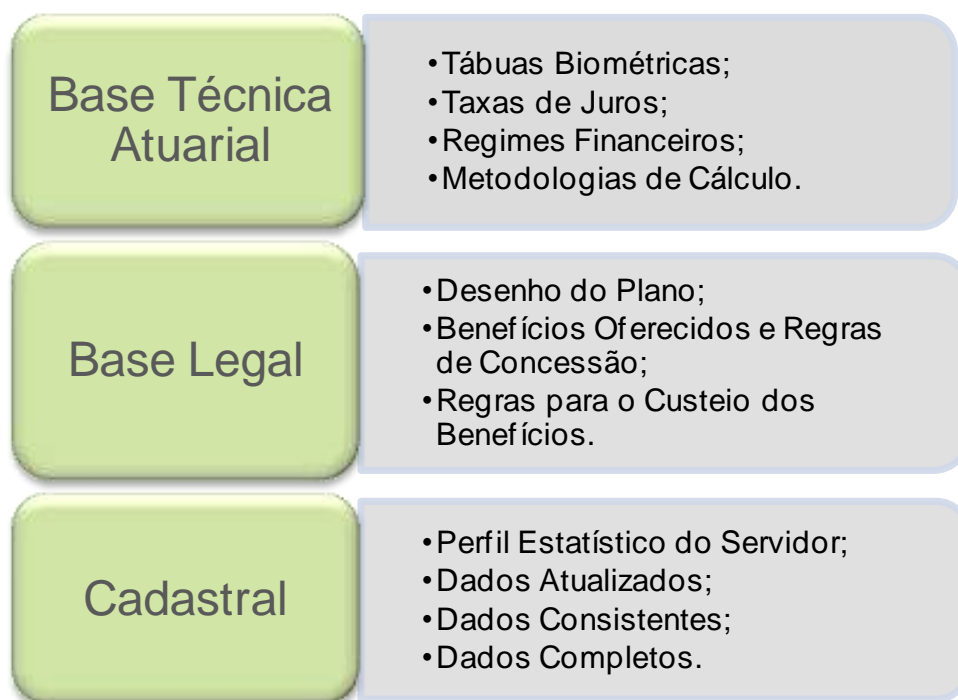 Base Técnica
Atuarial
•Tábuas Biométricas;
•Taxas de Juros;
•Regimes Financeiros;
•Metodologias de Cálculo.
Base Legal
•Desenho do Plano;
•Benefícios Oferecidos e Regras
de Concessão;
•Regras para o Custeio dos
Benefícios.
Cadastral
•Perfil Estatístico do Servidor;
•Dados Atualizados;
•Dados Consistentes;
•Dados Completos.